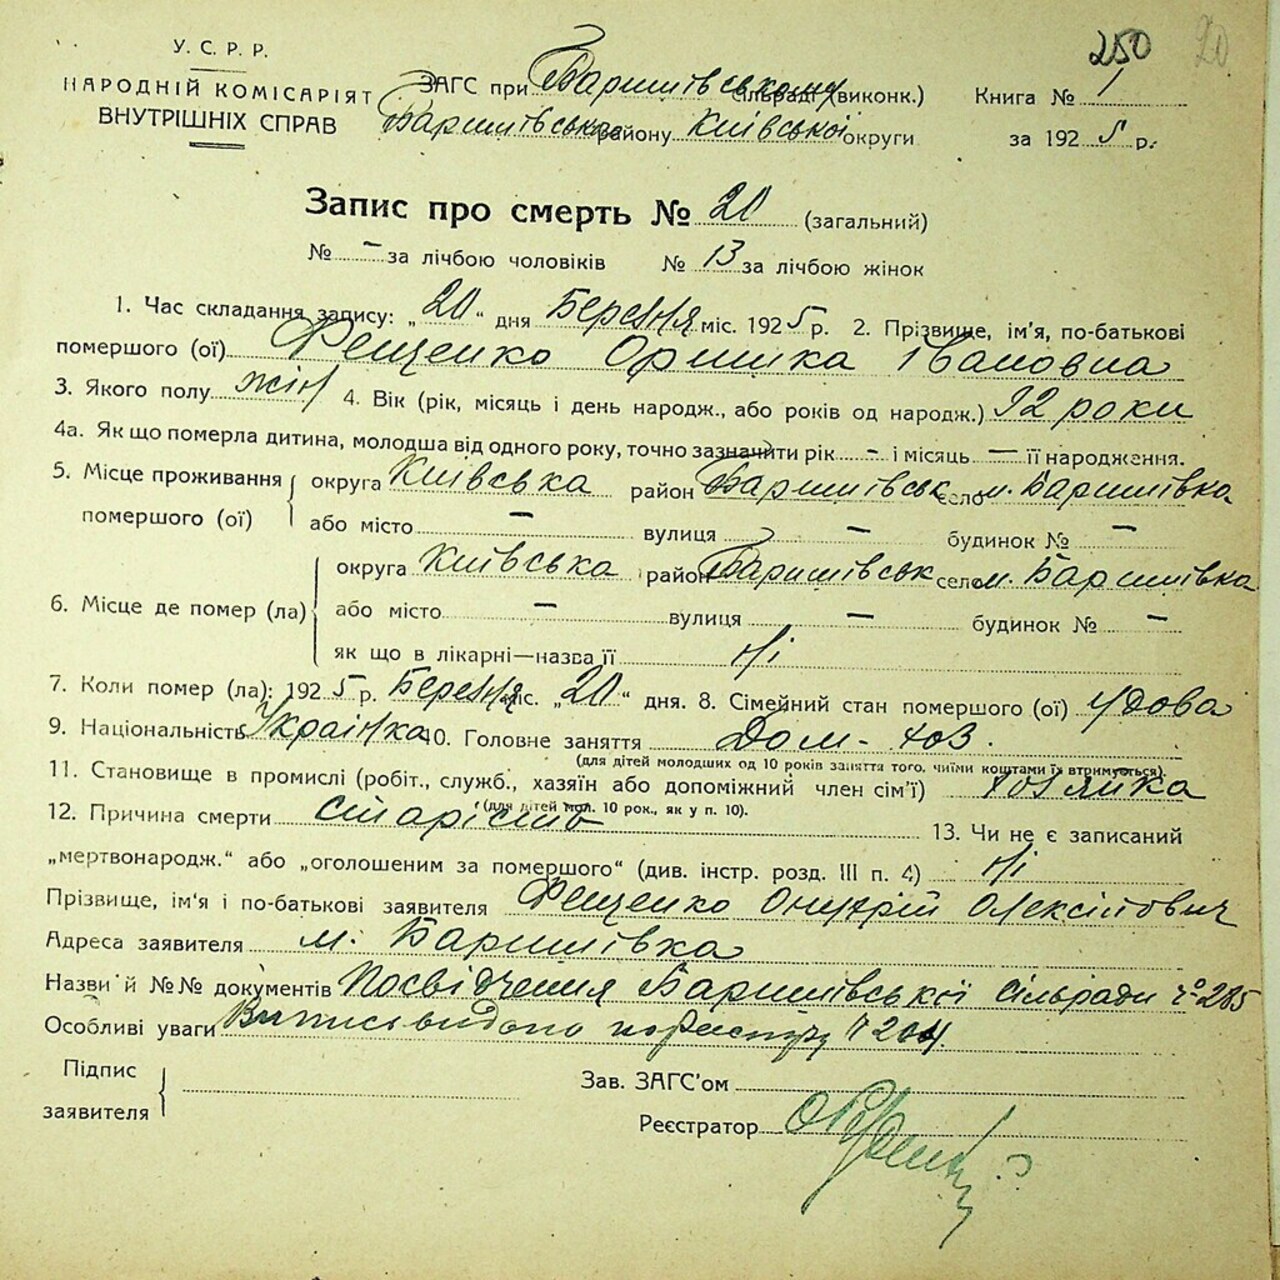 250 20
У. С. Р. Р.
НАРОДНІЙ КОМІСАРІЯТ
ВНУТРІШНІХ СПРАВ
ЗАГС при Баришівському сільраді (виконк.) Книга № 1
Баришівського району Київської округи за 1925 р.
Запис про смерть № 20 (загальний)
№ – за лічбою чоловіків № 13 за лічбою жінок
1. Час складання запису: „20“ дня Березня міс. 1925 р. 2. Прізвище, ім'я, по-батькові
помершого (ої) Фещенко Оришка Івановна
3. Якого полу жін 4. Вік (рік, місяць і день народж., або років од народж.) 92 роки
4а. Як що померла дитина, молодша від одного року, точно зазначити рік - і місяць — її народження.
5. Місце проживання помершого (ої) округа Київська район Баришівськ село м. Баришівка
або місто — вулиця — будинок № —
6. Місце де помер (ла) округа Київська район Баришівськ село м. Баришівка
або місто — вулиця — будинок № —
як що в лікарні—назва її Ні
7. Коли помер (ла): 1925 р. Березня міс. „20“ дня. 8. Сімейний стан помершого (ої) удова
9. Національність Українка 10. Головне заняття Дом- хоз.
(для дітей молодших од 10 років заняття того, чиїми коштами їх втримується).
11. Становище в промислі (робіт., служб., хазяїн або допоміжний член сім'ї) хозяйка
(для дітей мол. 10 рок., як у п. 10).
12. Причина смерти старість 13. Чи не є записаний
„мертвонародж.“ або „оголошеним за помершого“ (див. інстр. розд. III п. 4) Ні
Прізвище, ім'я і по-батькові заявителя Фещенко Онуфрій Олексійович
Адреса заявителя м. Баришівка
Назви й №№ документів Посвідчення Баришівської сільради ч° 285
Особливі уваги Випись видано по реєстру № 204.
Підпис
заявителя
Зав. ЗАГС'ом
Реєстратор